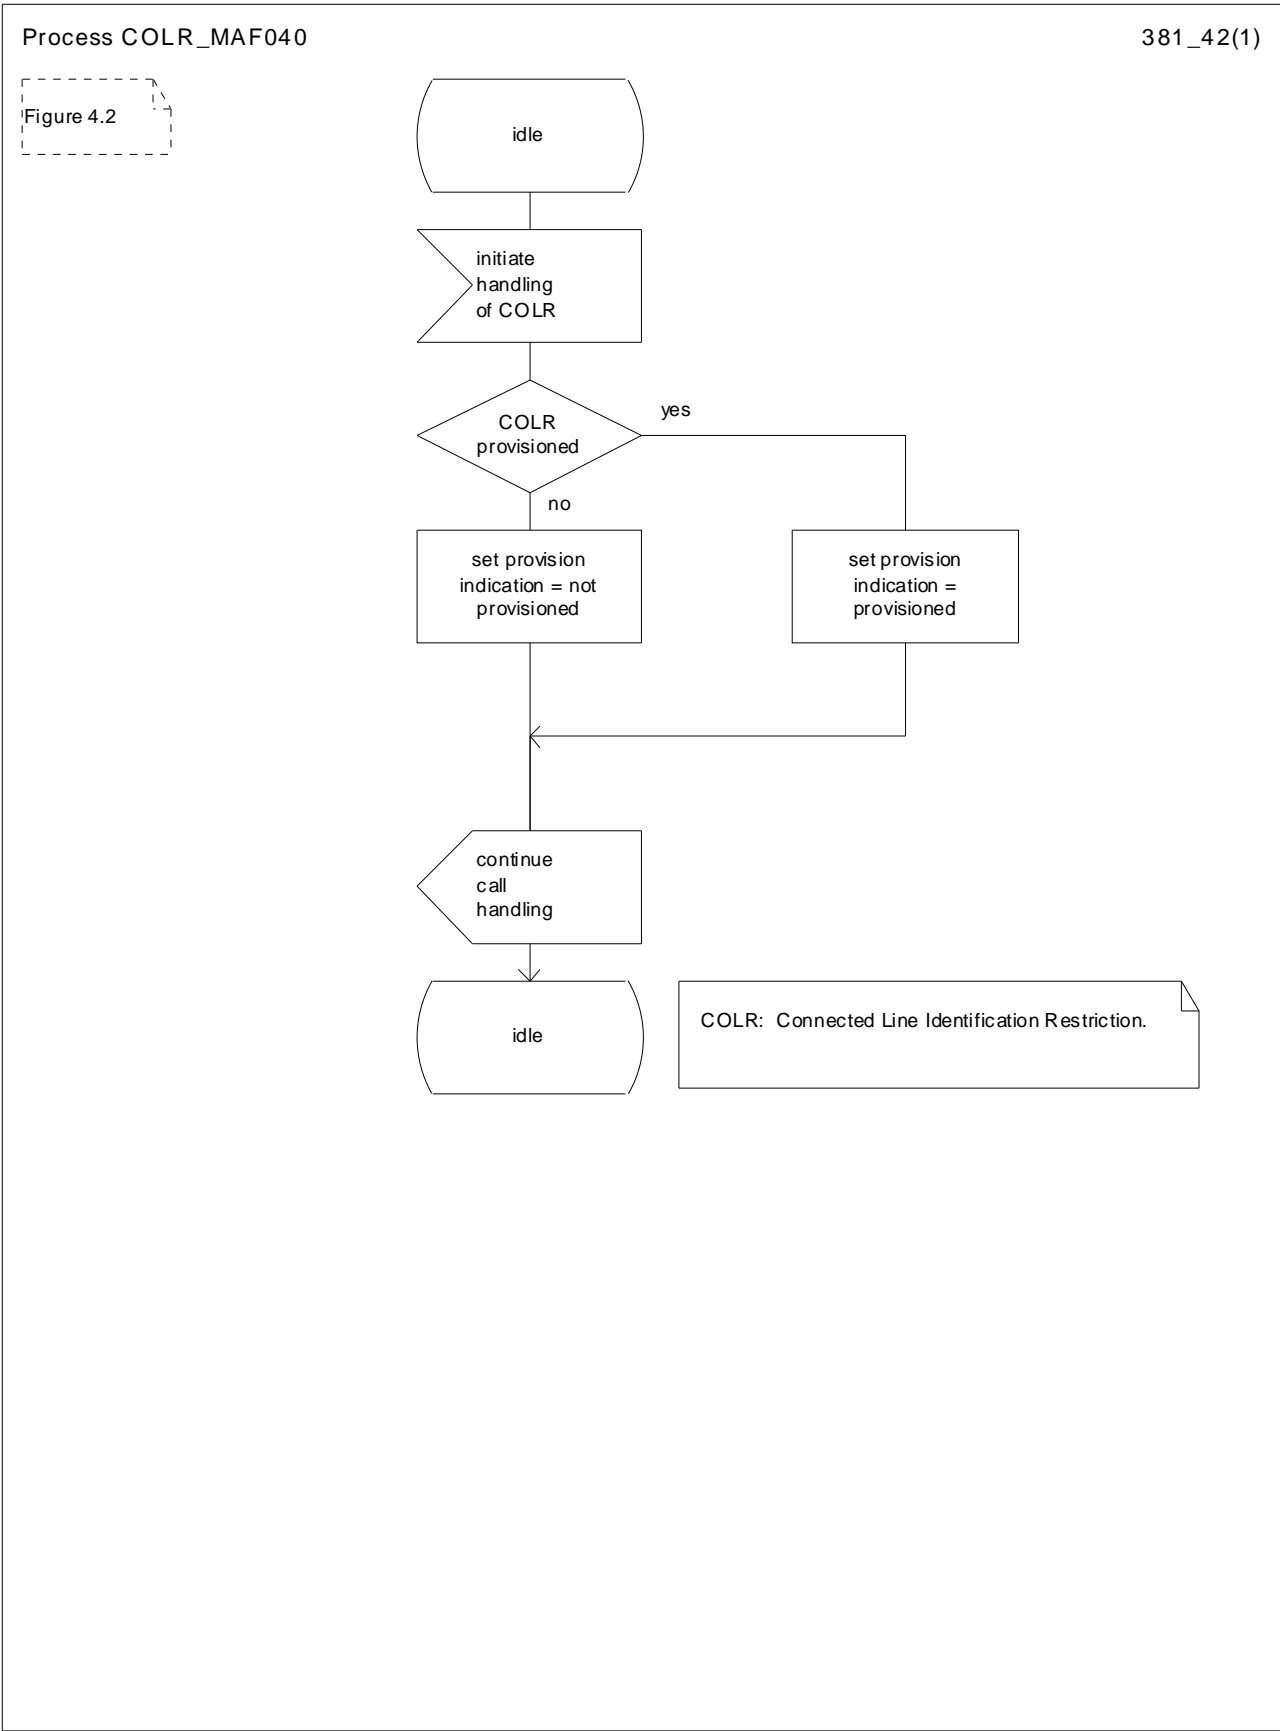 Process COLR_MAF040
381_42(1)
Figure 4.2
idle
initiate
handling
of COLR
COLR
provisioned
yes
no
set provision
indication = not
provisioned
set provision
indication =
provisioned
continue
call
handling
idle
COLR: Connected Line Identification Restriction.